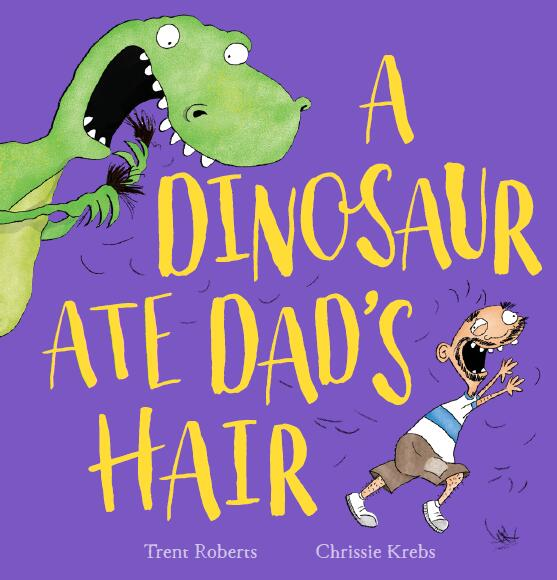 A
DINOSAUR
ATE DAD'S
HAIR
Trent Roberts Chrissie Krebs